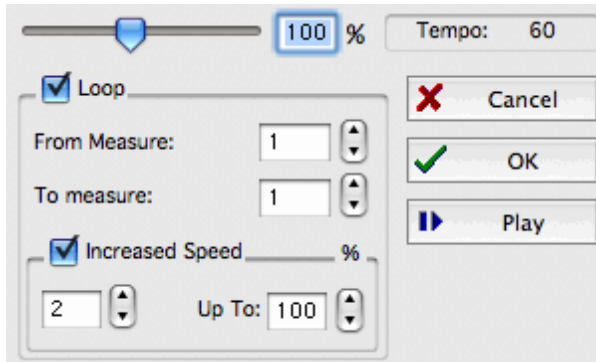 100 % Tempo: 60
Loop
Cancel
From Measure: 1
OK
To measure: 1
Play
Increased Speed %
2 Up To: 100